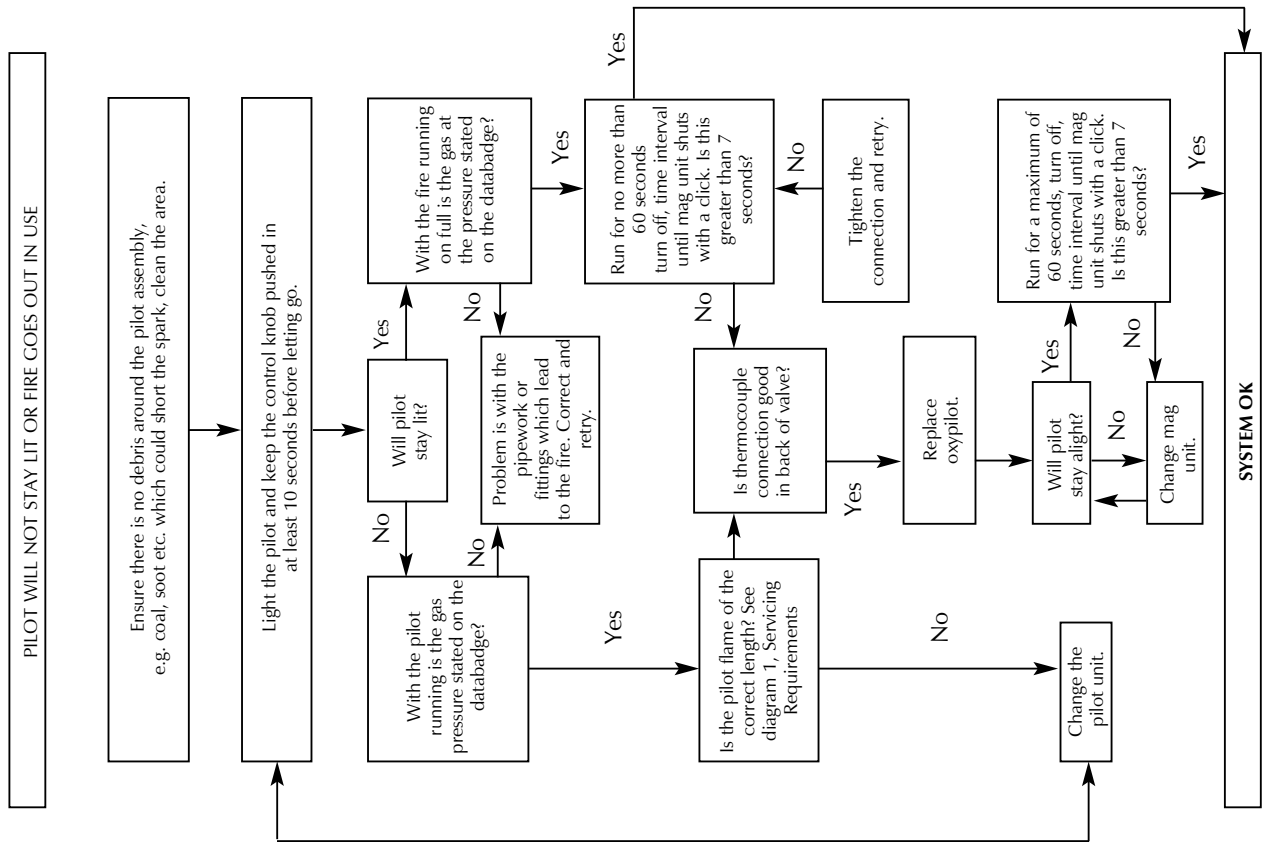 PILOT WILL NOT STAY LIT OR FIRE GOES OUT IN USE
Ensure there is no debris around the pilot assembly,
e.g. coal, soot etc. which could short the spark, clean the area.
Light the pilot and keep the control knob pushed in
at least 10 seconds before letting go.
Will pilot
stay lit?
No
Yes
With the pilot
running is the gas
pressure stated on the
databadge?
With the fire running
on full is the gas at
the pressure stated
on the databadge?
No
No
Problem is with the
pipework or
fittings which lead
to the fire. Correct and
retry.
Yes
Yes
Is the pilot flame of the
correct length? See
diagram 1, Servicing
Requirements
Is thermocouple
connection good
in back of valve?
No
Run for no more than
60 seconds
turn off, time interval
until mag unit shuts
with a click. Is this
greater than 7
seconds?
Yes
No
Yes
No
Tighten the
connection and retry.
Replace
oxypilot.
Change the
pilot unit.
Will pilot
stay alight?
Yes
No
Change mag
unit.
Run for a maximum of
60 seconds, turn off,
time interval until mag
unit shuts with a click.
Is this greater than 7
seconds?
No
Yes
SYSTEM OK